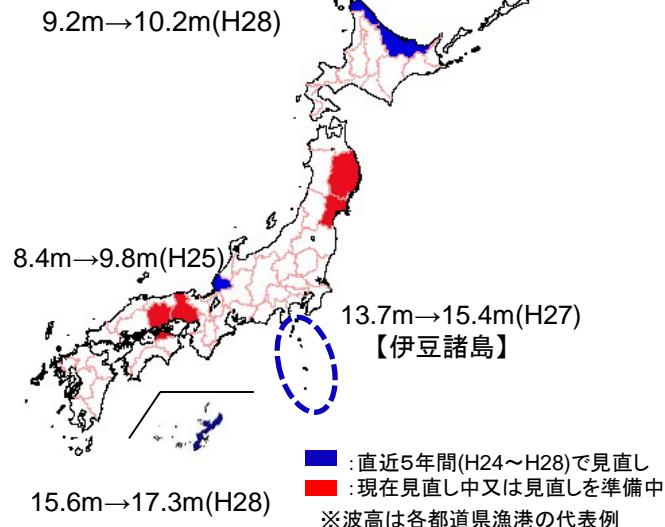 9.2m→10.2m(H28)
8.4m→9.8m(H25)
13.7m→15.4m(H27)
【伊豆諸島】
15.6m→17.3m(H28)
:直近5年間(H24～H28)で見直し
:現在見直し中又は見直しを準備中
※波高は各都道県漁港の代表例